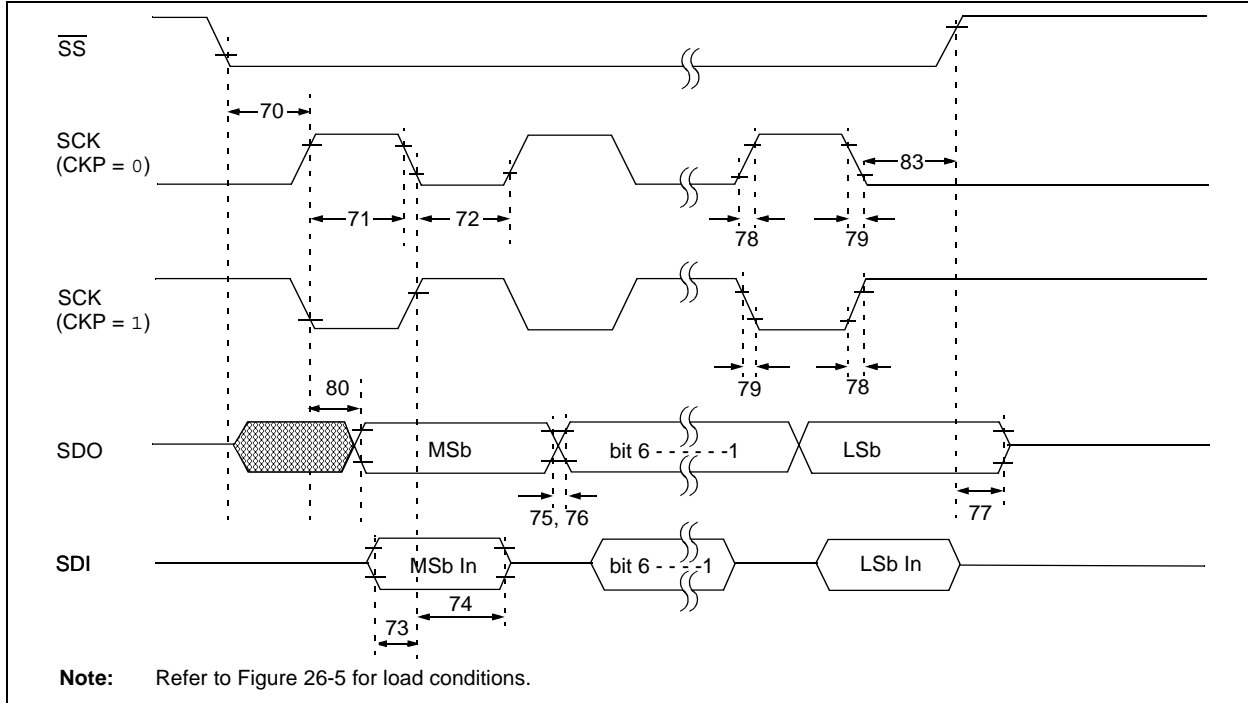 SS
70
SCK
(CKP = 0)
83
71
72
78
79
SCK
(CKP = 1)
79
78
80
SDO
MSb
bit 6 - - - - - -1
LSb
75, 76
77
SDI
MSb In
bit 6 - - - -1
LSb In
74
73
Note: Refer to Figure 26-5 for load conditions.